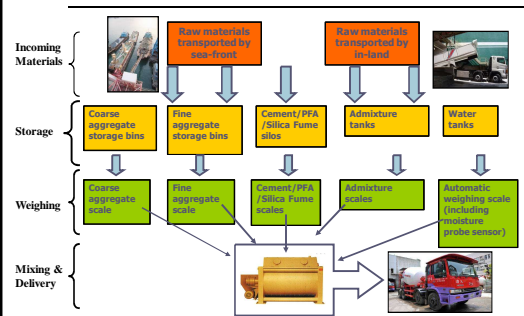 Incoming
Materials
Raw materials
transported by
sea-front
Raw materials
transported by
in-land
Storage
Coarse
aggregate
storage bins
Fine
aggregate
storage bins
Cement/PFA
/Silica Fume
silos
Admixture
tanks
Water
tanks
Weighing
Coarse
aggregate
scale
Fine
aggregate
scale
Cement/PFA
/Silica Fume
scales
Admixture
scales
Automatic
weighing scale
(including
moisture
probe sensor)
Mixing &
Delivery